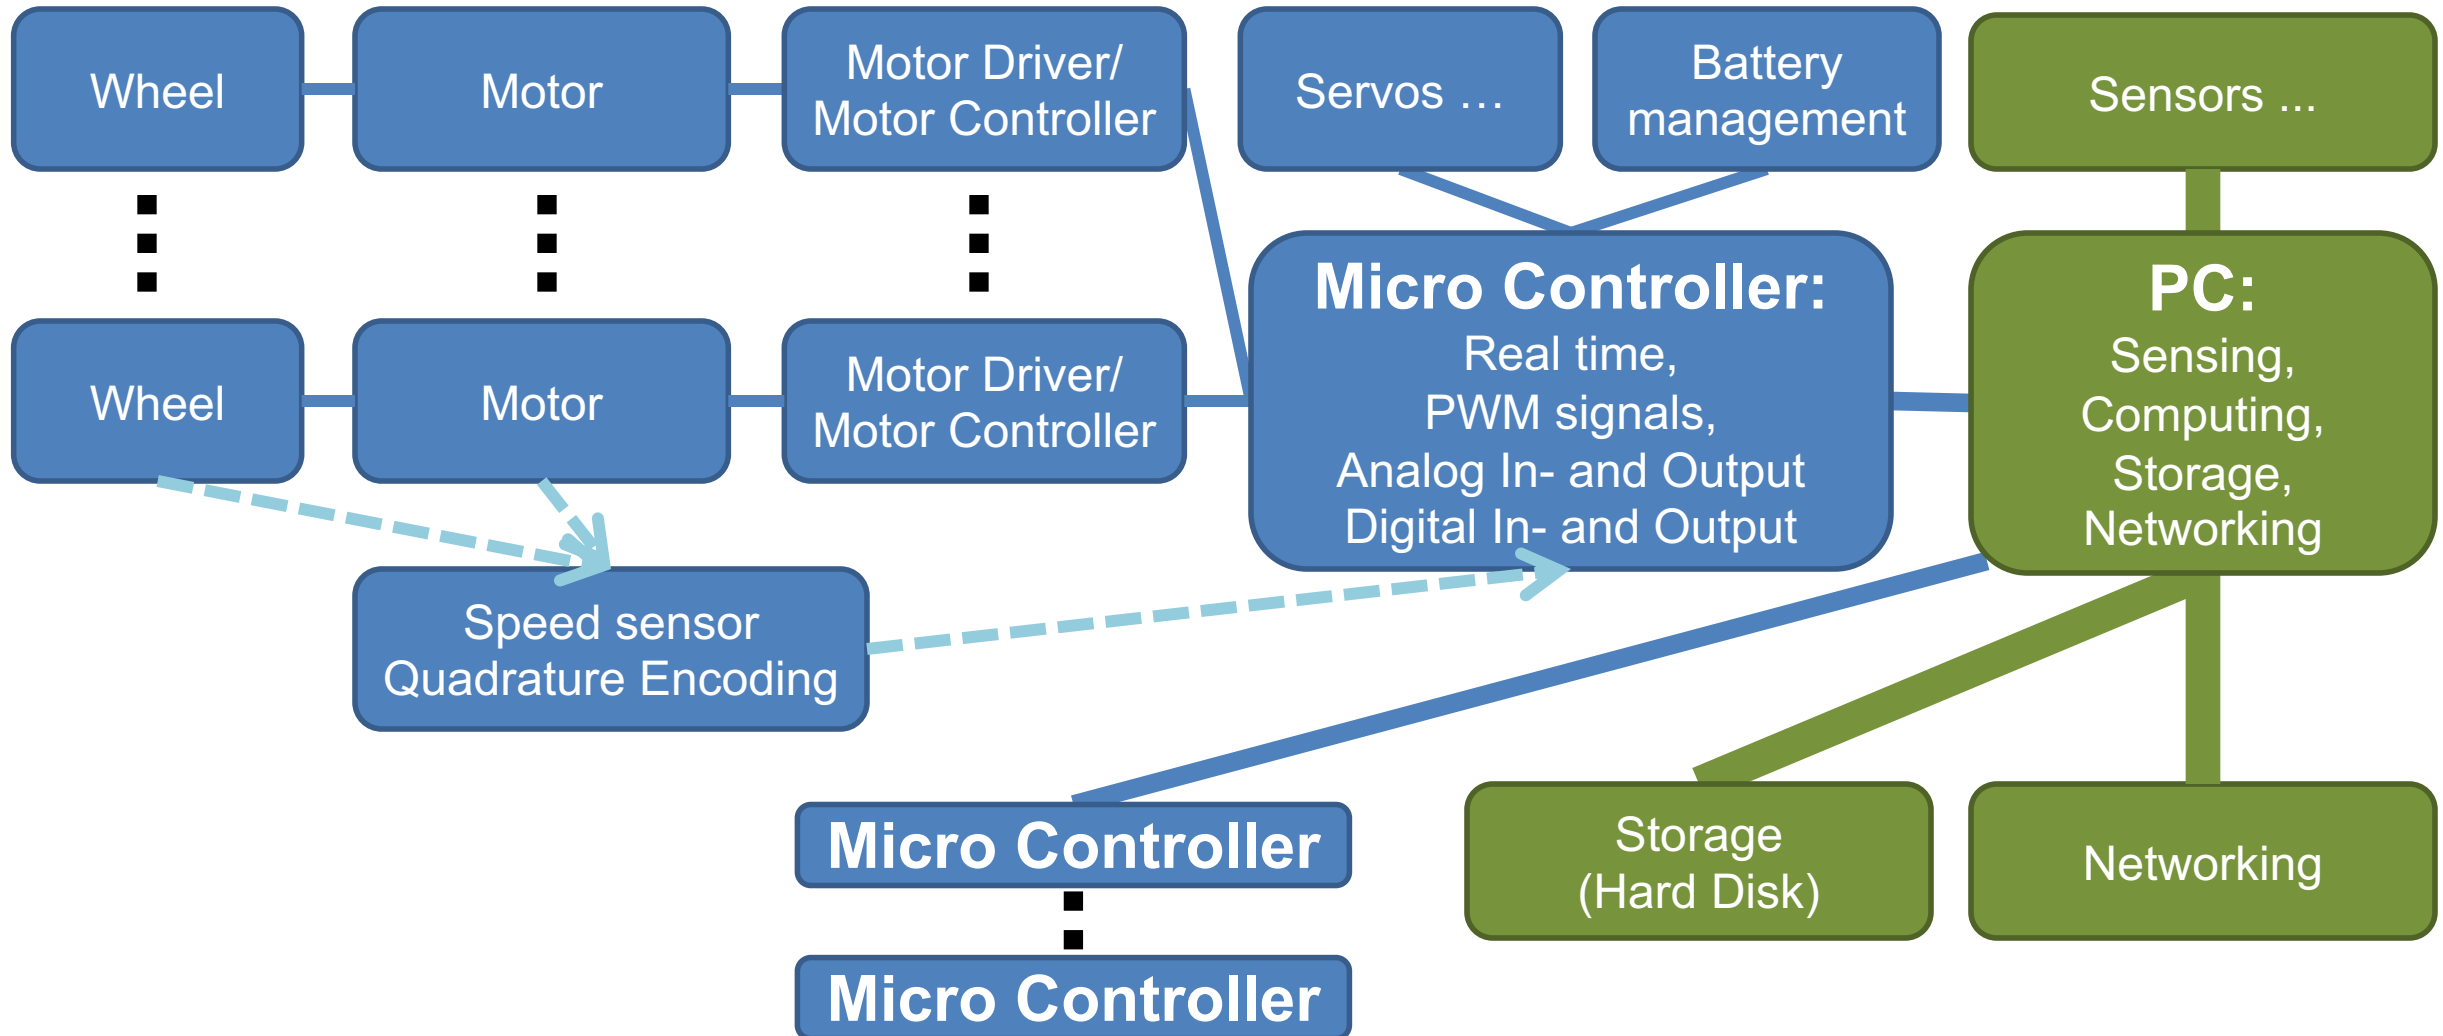 Wheel
Motor
Motor Driver/
Motor Controller
Servos …
Battery
management
Sensors ...
Wheel
Motor
Motor Driver/
Motor Controller
Micro Controller:
Real time,
PWM signals,
Analog In- and Output
Digital In- and Output
PC:
Sensing,
Computing,
Storage,
Networking
Speed sensor
Quadrature Encoding
Micro Controller
Micro Controller
Storage
(Hard Disk)
Networking